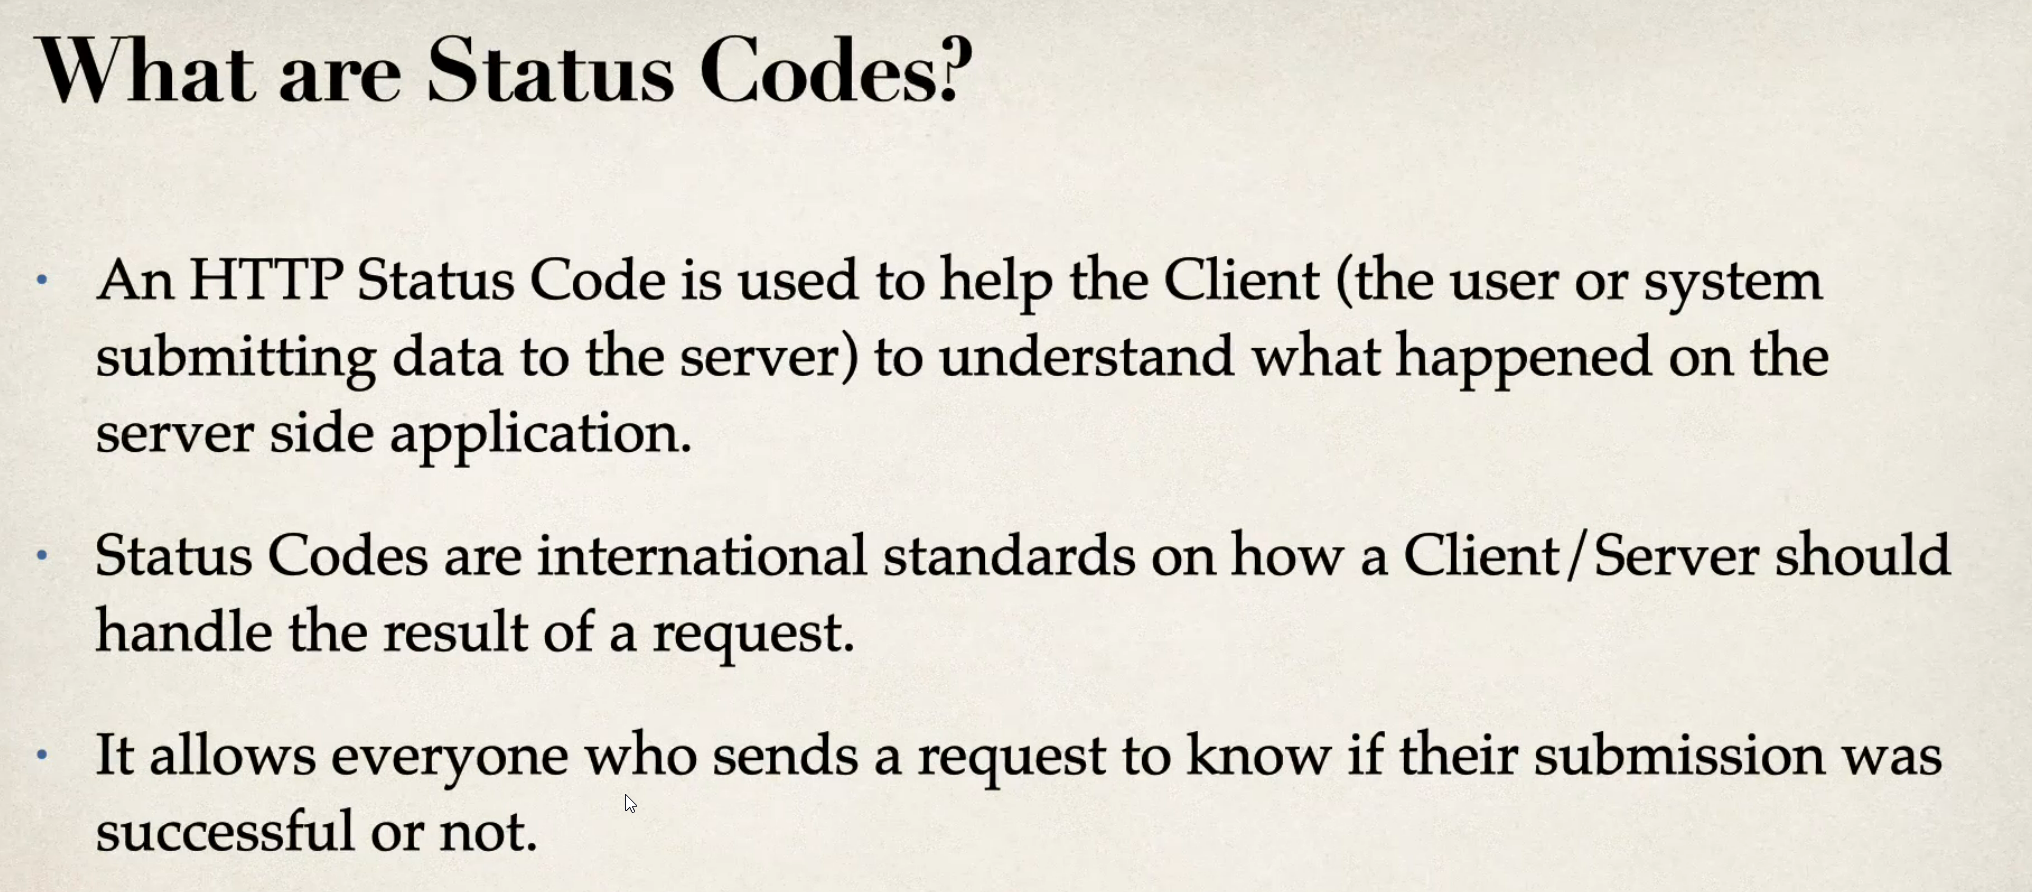 What are Status Codes?
• An HTTP Status Code is used to help the Client (the user or system
submitting data to the server) to understand what happened on the
server side application.
• Status Codes are international standards on how a Client/Server should
handle the result of a request.
• It allows everyone who sends a request to know if their submission was
successful or not.